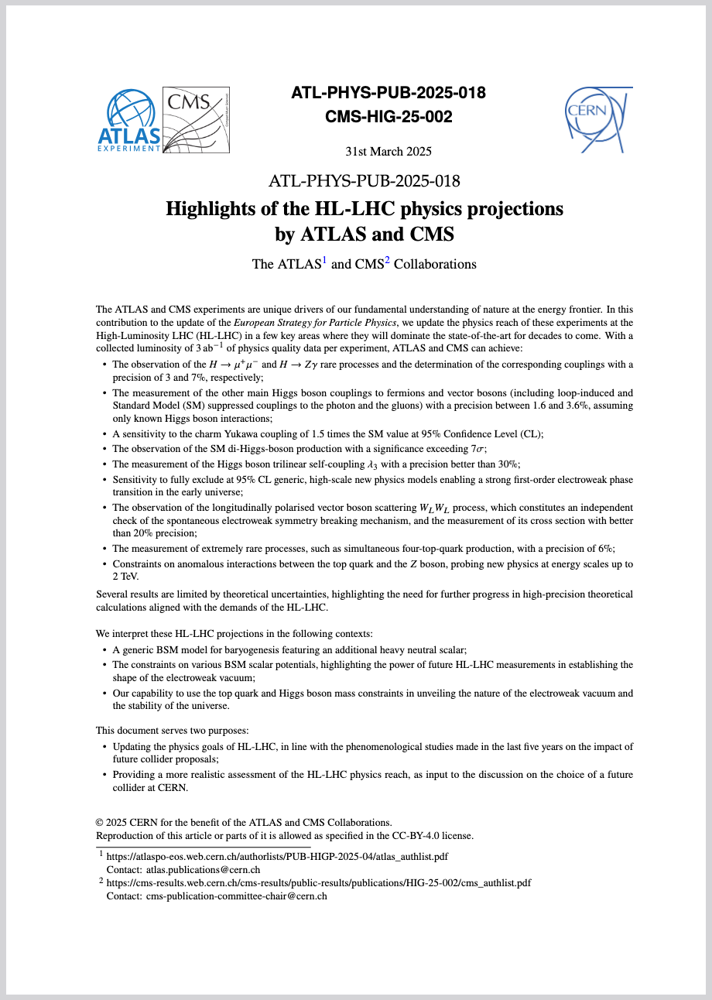 ATLAS
EXPERIMENT
CMS
ATL-PHYS-PUB-2025-018
CMS-HIG-25-002
CERN
31st March 2025
ATL-PHYS-PUB-2025-018
Highlights of the HL-LHC physics projections
by ATLAS and CMS
The ATLAS¹ and CMS² Collaborations
The ATLAS and CMS experiments are unique drivers of our fundamental understanding of nature at the energy frontier. In this
contribution to the update of the European Strategy for Particle Physics, we update the physics reach of these experiments at the
High-Luminosity LHC (HL-LHC) in a few key areas where they will dominate the state-of-the-art for decades to come. With a
collected luminosity of 3 ab⁻¹ of physics quality data per experiment, ATLAS and CMS can achieve:
• The observation of the H → μ⁺μ⁻ and H → Zγ rare processes and the determination of the corresponding couplings with a
precision of 3 and 7%, respectively;
• The measurement of the other main Higgs boson couplings to fermions and vector bosons (including loop-induced and
Standard Model (SM) suppressed couplings to the photon and the gluons) with a precision between 1.6 and 3.6%, assuming
only known Higgs boson interactions;
• A sensitivity to the charm Yukawa coupling of 1.5 times the SM value at 95% Confidence Level (CL);
• The observation of the SM di-Higgs-boson production with a significance exceeding 7σ;
• The measurement of the Higgs boson trilinear self-coupling λ₃ with a precision better than 30%;
• Sensitivity to fully exclude at 95% CL generic, high-scale new physics models enabling a strong first-order electroweak phase
transition in the early universe;
• The observation of the longitudinally polarised vector boson scattering W_L W_L process, which constitutes an independent
check of the spontaneous electroweak symmetry breaking mechanism, and the measurement of its cross section with better
than 20% precision;
• The measurement of extremely rare processes, such as simultaneous four-top-quark production, with a precision of 6%;
• Constraints on anomalous interactions between the top quark and the Z boson, probing new physics at energy scales up to
2 TeV.
Several results are limited by theoretical uncertainties, highlighting the need for further progress in high-precision theoretical
calculations aligned with the demands of the HL-LHC.
We interpret these HL-LHC projections in the following contexts:
• A generic BSM model for baryogenesis featuring an additional heavy neutral scalar;
• The constraints on various BSM scalar potentials, highlighting the power of future HL-LHC measurements in establishing the
shape of the electroweak vacuum;
• Our capability to use the top quark and Higgs boson mass constraints in unveiling the nature of the electroweak vacuum and
the stability of the universe.
This document serves two purposes:
• Updating the physics goals of HL-LHC, in line with the phenomenological studies made in the last five years on the impact of
future collider proposals;
• Providing a more realistic assessment of the HL-LHC physics reach, as input to the discussion on the choice of a future
collider at CERN.
© 2025 CERN for the benefit of the ATLAS and CMS Collaborations.
Reproduction of this article or parts of it is allowed as specified in the CC-BY-4.0 license.
¹ https://atlaspo-eos.web.cern.ch/authorlists/PUB-HIGP-2025-04/atlas_authlist.pdf
Contact: atlas.publications@cern.ch
² https://cms-results.web.cern.ch/cms-results/public-results/publications/HIG-25-002/cms_authlist.pdf
Contact: cms-publication-committee-chair@cern.ch